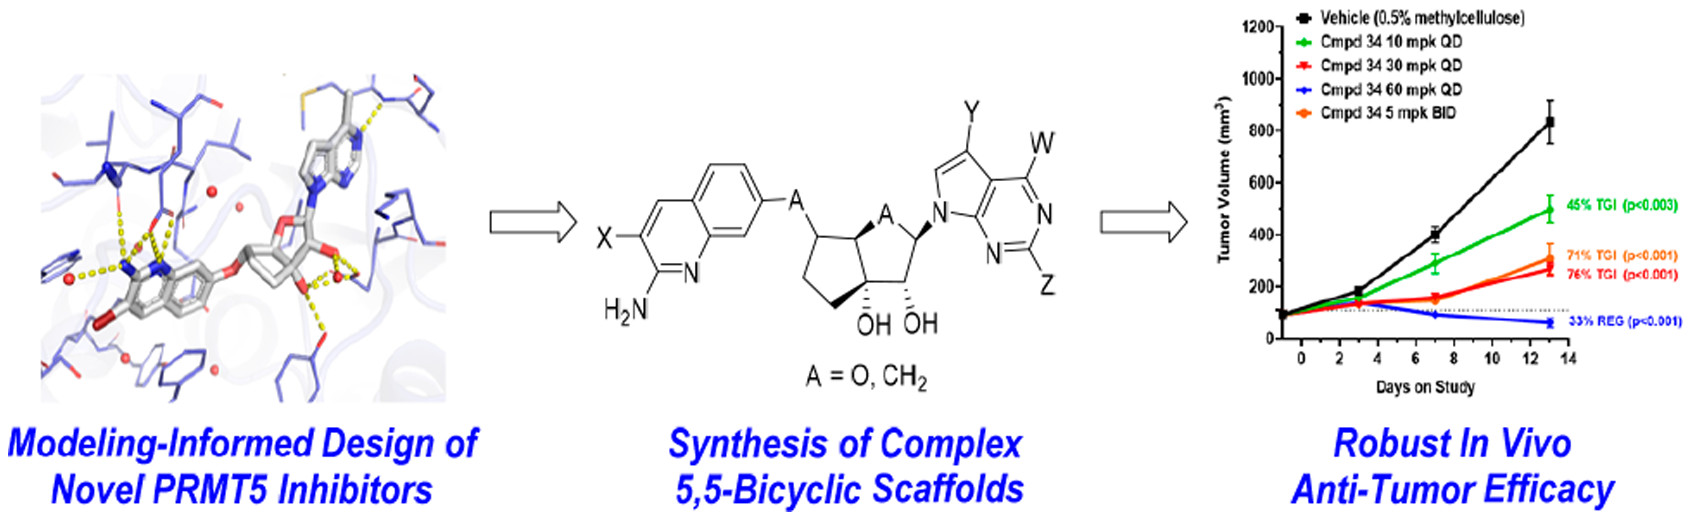 Modeling-Informed Design of
Novel PRMT5 Inhibitors
X
H₂N
N
A
A
N
Y
W
N
N
Z
OH
OH
A = O, CH₂
Synthesis of Complex
5,5-Bicyclic Scaffolds
Vehicle (0.5% methylcellulose)
Cmpd 34 10 mpk QD
Cmpd 34 30 mpk QD
Cmpd 34 60 mpk QD
Cmpd 34 5 mpk BID
Tumor Volume (mm³)
1200
1000
800
600
400
200
0
45% TGI (p<0.003)
71% TGI (p<0.001)
76% TGI (p<0.001)
33% REG (p<0.001)
0 2 4 6 8 10 12 14
Days on Study
Robust In Vivo
Anti-Tumor Efficacy